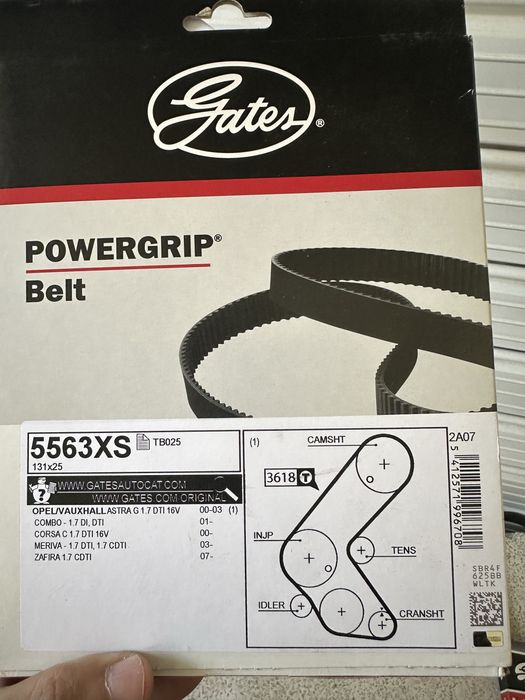 Gates®
POWERGRIP®
Belt
5563XS TB025
131x25
WWW.GATESAUTOCAT.COM
WWW.GATES.COM-ORIGINAL
OPEL/VAUXHALL ASTRA G 1.7 DTI 16V 00-03 (1)
COMBO - 1.7 DI, DTI 01-
CORSA C 1.7 DTI 16V 00-
MERIVA - 1.7 DTI, 1.7 CDTI 03-
ZAFIRA 1.7 CDTI 07-
(1)
CAMSHT
3618 T
INJP
TENS
IDLER
CRANSHT
2A07
5412571996708
SBR4F
625BB
WLTK